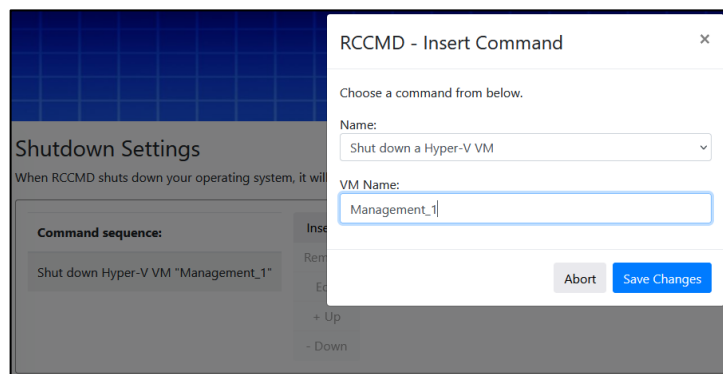 RCCMD - Insert Command
×
Choose a command from below.
Name:
Shut down a Hyper-V VM
VM Name:
Management_1
Abort
Save Changes
Shutdown Settings
When RCCMD shuts down your operating system, it will
Command sequence:
Shut down Hyper-V VM "Management_1"
Inse
Rem
+ Up
- Down